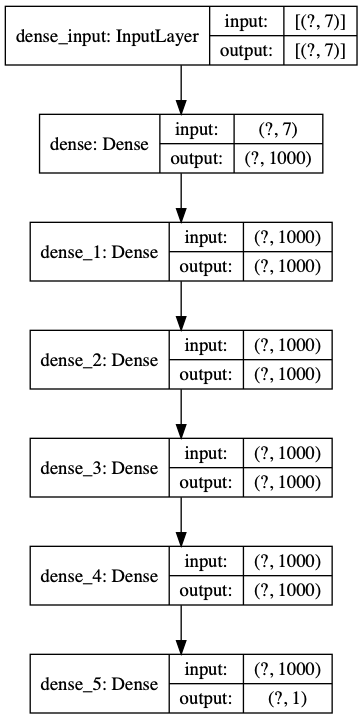 dense_input: InputLayer input: [(?, 7)]
output: [(?, 7)]
dense: Dense input: (?, 7)
output: (?, 1000)
dense_1: Dense input: (?, 1000)
output: (?, 1000)
dense_2: Dense input: (?, 1000)
output: (?, 1000)
dense_3: Dense input: (?, 1000)
output: (?, 1000)
dense_4: Dense input: (?, 1000)
output: (?, 1000)
dense_5: Dense input: (?, 1000)
output: (?, 1)